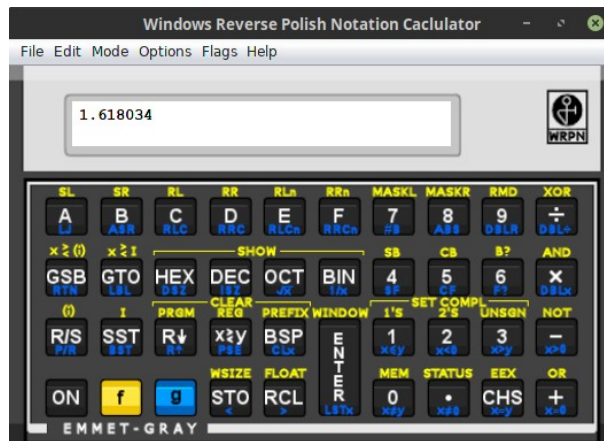 Windows Reverse Polish Notation Caclulator
File Edit Mode Options Flags Help
1.618034
WRPN
SL SR RL RR RLn RRn MASKL MASKR RMD XOR
A B C D E F 7 8 9 ÷
LJ ASR RLC RRC RLCn RRCn #B ABS DBLR DBL÷
x≷(i) x≷I SHOW SB CB B? AND
GSB GTO HEX DEC OCT BIN 4 5 6 ×
RTN LBL DSZ ISZ √x 1/x SF CF F? DBLx
CLEAR SET COMPL
(i) I PRGM REG PREFIX WINDOW 1'S 2'S UNSGN NOT
R/S SST R↓ x≷y BSP ENTER 1 2 3 −
P/R BST R↑ PSE CLx x≤y x<0 x>y x>0
WSIZE FLOAT MEM STATUS EEX OR
ON f g STO RCL 0 • CHS +
< > LSTx x≠y x≠0 x=y x=0
EMMET-GRAY